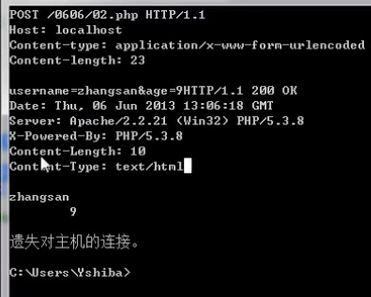 POST /0606/02.php HTTP/1.1
Host: localhost
Content-type: application/x-www-form-urlencoded
Content-length: 23
username=zhangsan&age=9HTTP/1.1 200 OK
Date: Thu, 06 Jun 2013 13:06:18 GMT
Server: Apache/2.2.21 (Win32) PHP/5.3.8
X-Powered-By: PHP/5.3.8
Content-Length: 10
Content-Type: text/html
zhangsan
9
遗失对主机的连接。
C:\Users\Yshiba>